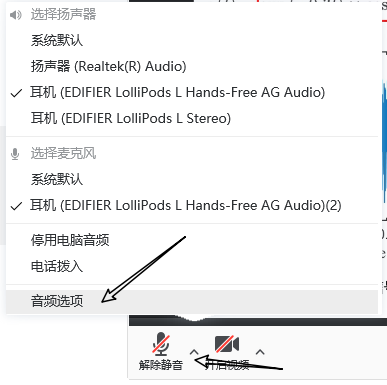 选择扬声器
系统默认
扬声器 (Realtek(R) Audio)
耳机 (EDIFIER LolliPods L Hands-Free AG Audio)
耳机 (EDIFIER LolliPods L Stereo)
选择麦克风
系统默认
耳机 (EDIFIER LolliPods L Hands-Free AG Audio)(2)
停用电脑音频
电话拨入
音频选项
解除静音
开启视频